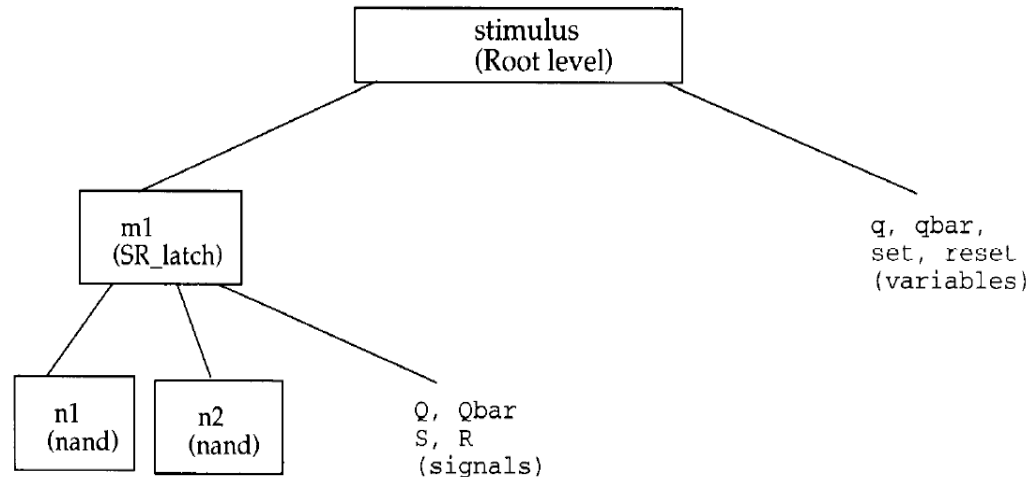 stimulus
(Root level)
m1
(SR_latch)
q, qbar,
set, reset
(variables)
n1
(nand)
n2
(nand)
Q, Qbar
S, R
(signals)